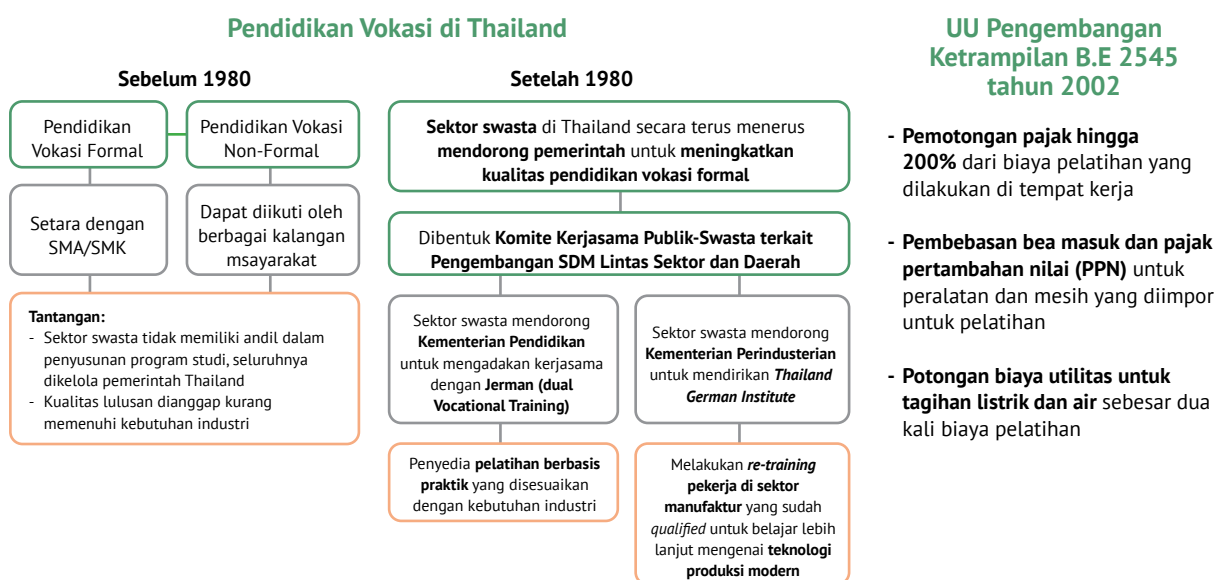 Pendidikan Vokasi di Thailand
Sebelum 1980
Pendidikan
Vokasi Formal
Pendidikan Vokasi
Non-Formal
Setara dengan
SMA/SMK
Dapat diikuti oleh
berbagai kalangan
msayarakat
Tantangan:
- Sektor swasta tidak memiliki andil dalam
penyusunan program studi, seluruhnya
dikelola pemerintah Thailand
- Kualitas lulusan dianggap kurang
memenuhi kebutuhan industri
Setelah 1980
Sektor swasta di Thailand secara terus menerus
mendorong pemerintah untuk meningkatkan
kualitas pendidikan vokasi formal
Dibentuk Komite Kerjasama Publik-Swasta terkait
Pengembangan SDM Lintas Sektor dan Daerah
Sektor swasta mendorong
Kementerian Pendidikan
untuk mengadakan kerjasama
dengan Jerman (dual
Vocational Training)
Sektor swasta mendorong
Kementerian Perindusterian
untuk mendirikan Thailand
German Institute
Penyedia pelatihan berbasis
praktik yang disesuaikan
dengan kebutuhan industri
Melakukan re-training
pekerja di sektor
manufaktur yang sudah
qualified untuk belajar lebih
lanjut mengenai teknologi
produksi modern
UU Pengembangan
Ketrampilan B.E 2545
tahun 2002
- Pemotongan pajak hingga
200% dari biaya pelatihan yang
dilakukan di tempat kerja
- Pembebasan bea masuk dan pajak
pertambahan nilai (PPN) untuk
peralatan dan mesih yang diimpor
untuk pelatihan
- Potongan biaya utilitas untuk
tagihan listrik dan air sebesar dua
kali biaya pelatihan